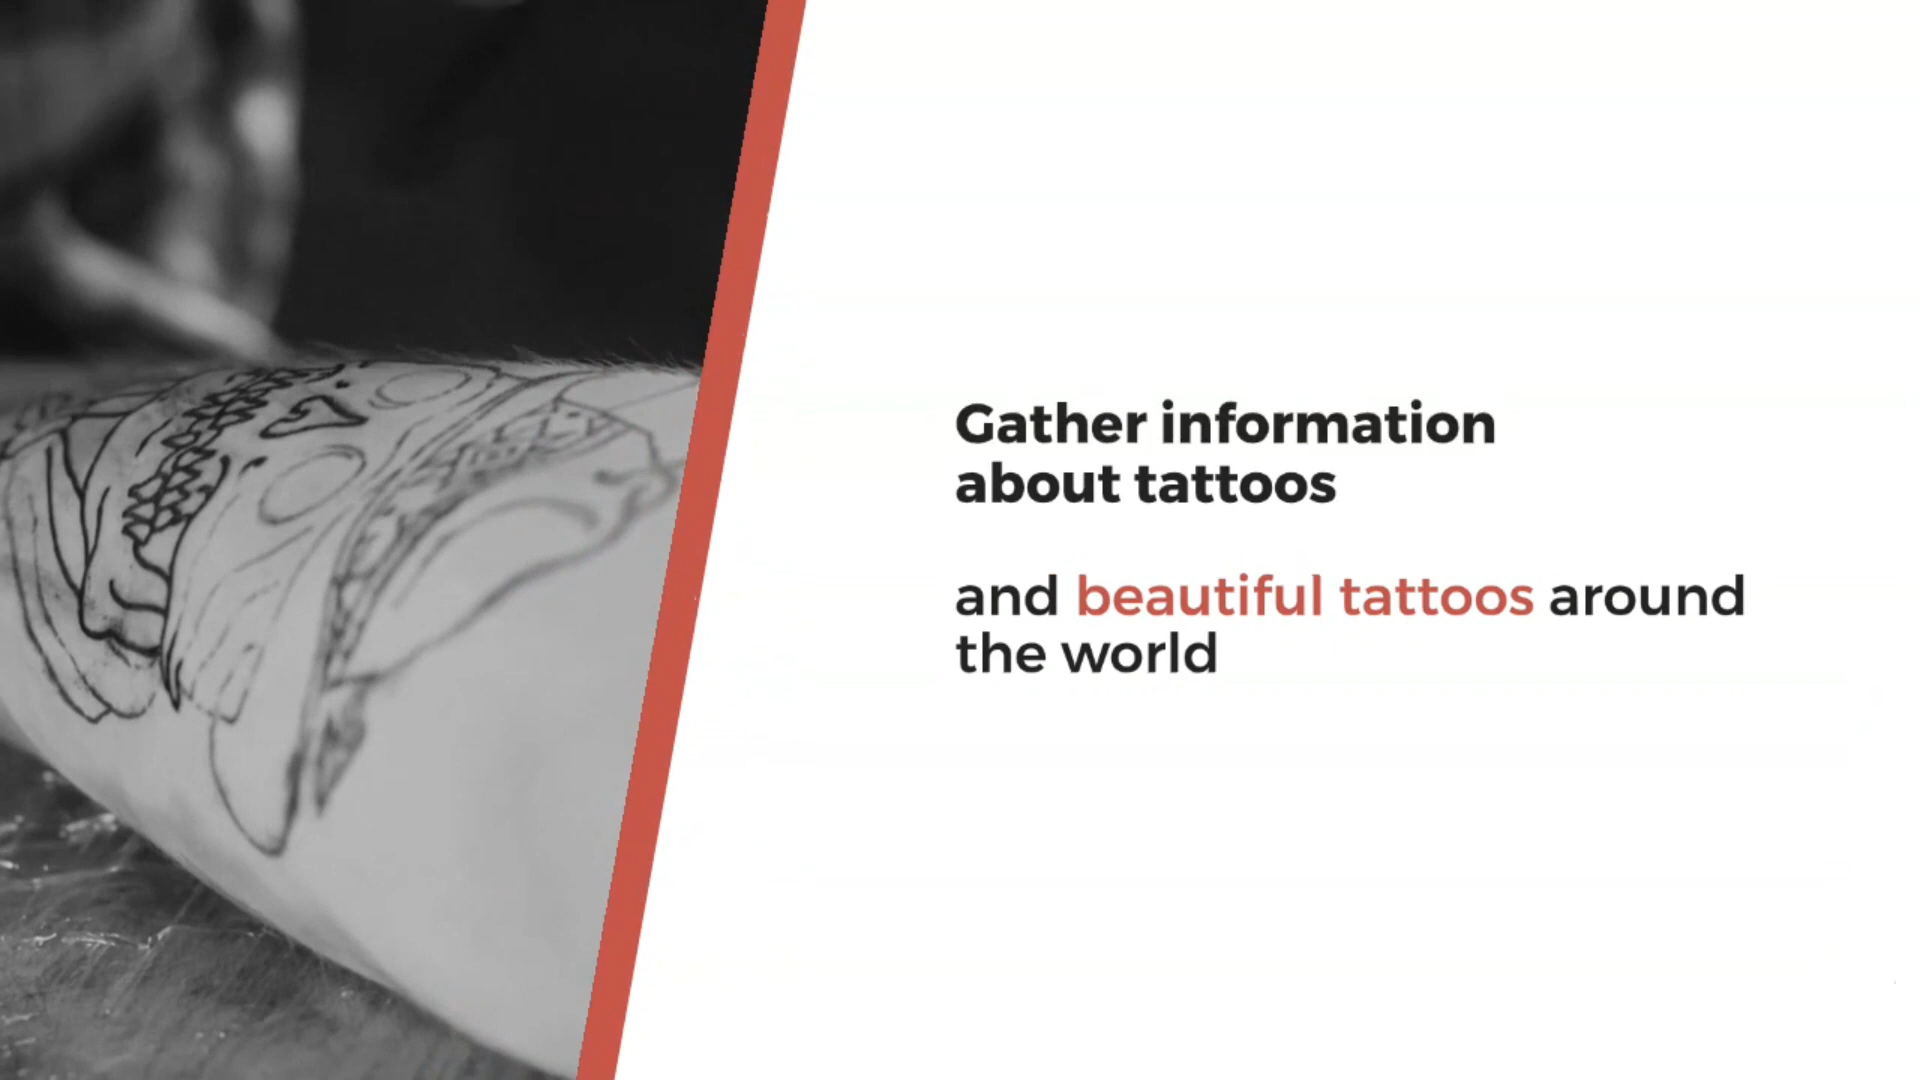 Gather information
about tattoos
and beautiful tattoos around
the world